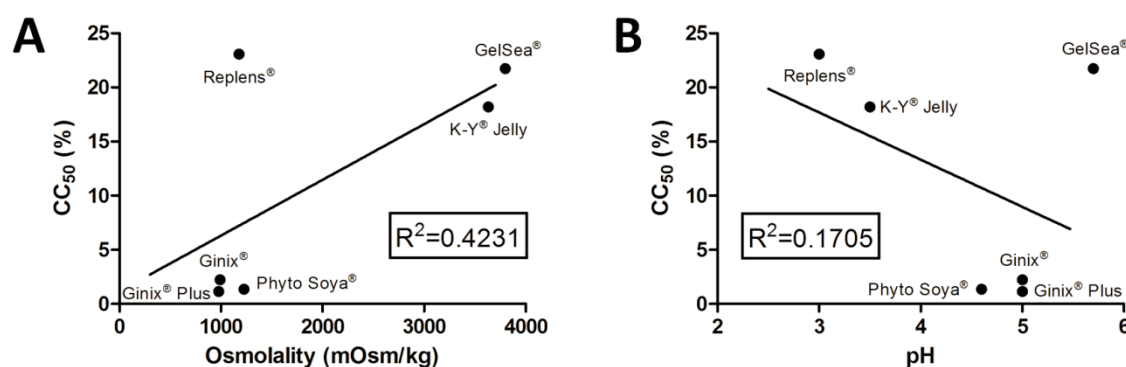 A
CC50 (%)
25
20
15
10
5
0
Replens®
GelSea®
K-Y® Jelly
R²=0.4231
Ginix®
Ginix® Plus
Phyto Soya®
0 1000 2000 3000 4000
Osmolality (mOsm/kg)
B
CC50 (%)
25
20
15
10
5
0
GelSea®
Replens®
K-Y® Jelly
R²=0.1705
Ginix®
Phyto Soya®
Ginix® Plus
2 3 4 5 6
pH